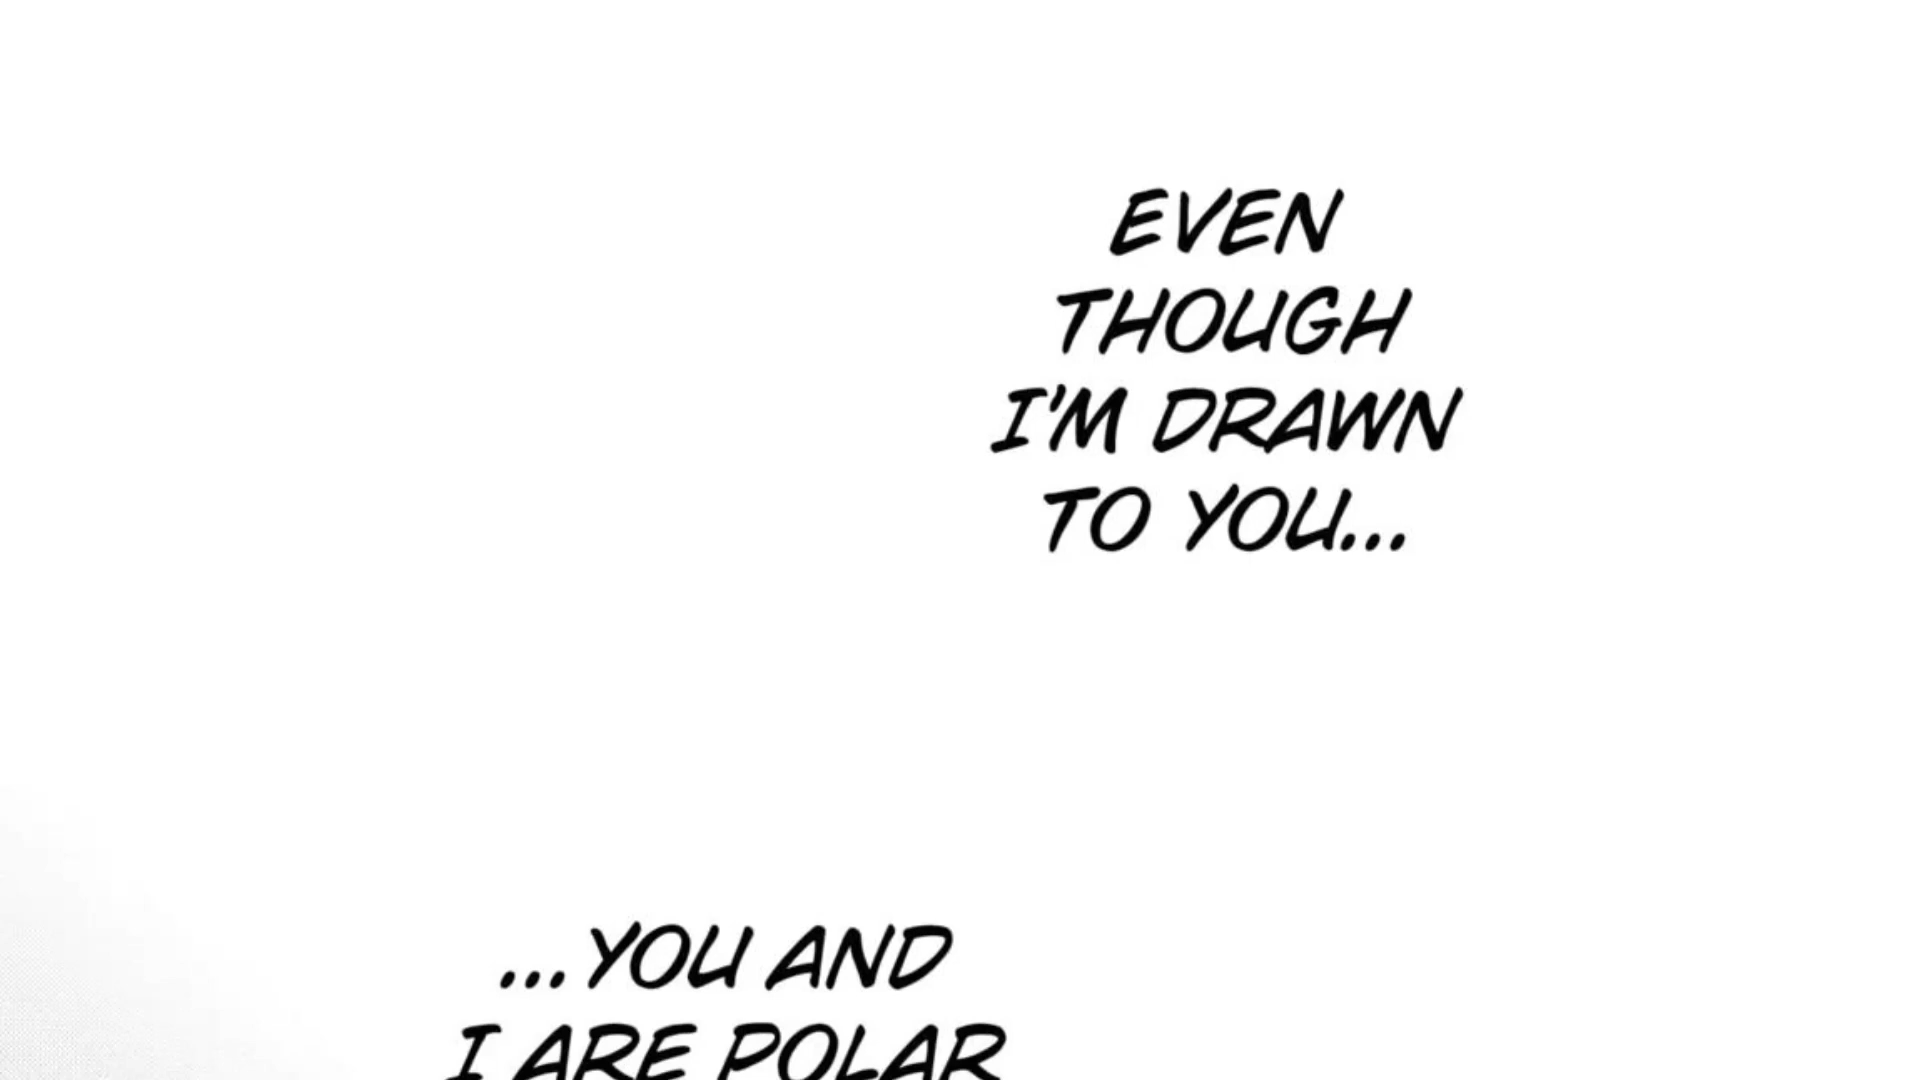 EVEN
THOUGH
I'M DRAWN
TO YOU...
...YOU AND
I ARE POLAR